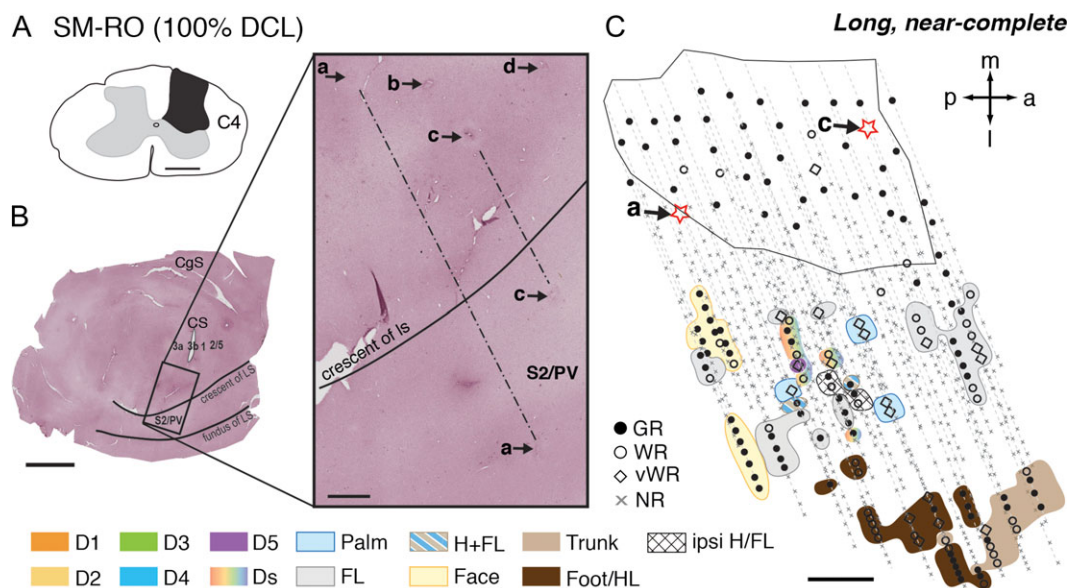 A SM-RO (100% DCL)
C4
B
CgS
CS
3a 3b 1 2/5
crescent of LS
S2/PV
fundus of LS
a
b
d
c
crescent of ls
c
S2/PV
a
C
Long, near-complete
m
p a
l
c
a
GR
WR
vWR
NR
D1 D3 D5 Palm H+FL Trunk ipsi H/FL
D2 D4 Ds FL Face Foot/HL